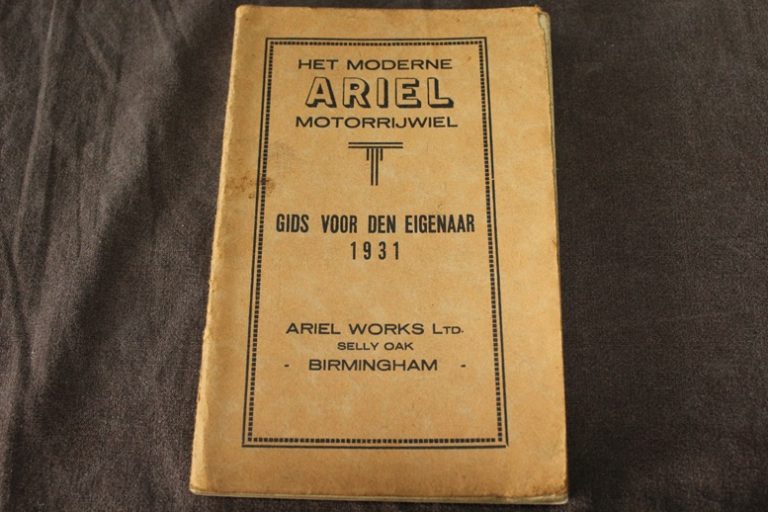 HET MODERNE
ARIEL
MOTORRIJWIEL
GIDS VOOR DEN EIGENAAR
1931
ARIEL WORKS LTD.
SELLY OAK
- BIRMINGHAM -